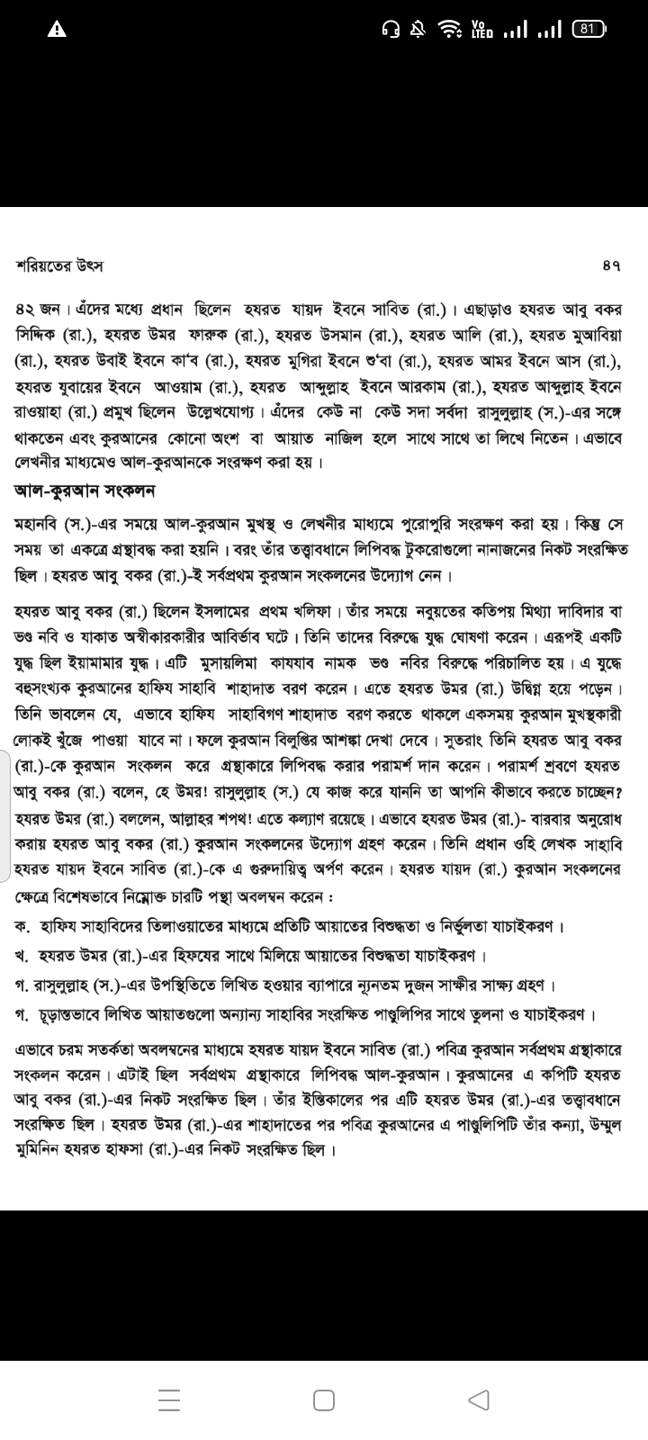 Vo
LTE
81
শরিয়তের উৎস ৪৭
৪২ জন। এঁদের মধ্যে প্রধান ছিলেন হযরত যায়দ ইবনে সাবিত (রা.)। এছাড়াও হযরত আবু বকর
সিদ্দিক (রা.), হযরত উমর ফারুক (রা.), হযরত উসমান (রা.), হযরত আলি (রা.), হযরত মুআবিয়া
(রা.), হযরত উবাই ইবনে কা'ব (রা.), হযরত মুগিরা ইবনে শু'বা (রা.), হযরত আমর ইবনে আস (রা.),
হযরত যুবায়ের ইবনে আওয়াম (রা.), হযরত আব্দুল্লাহ ইবনে আরকাম (রা.), হযরত আব্দুল্লাহ ইবনে
রাওয়াহা (রা.) প্রমুখ ছিলেন উল্লেখযোগ্য। এঁদের কেউ না কেউ সদা সর্বদা রাসুলুল্লাহ (স.)-এর সঙ্গে
থাকতেন এবং কুরআনের কোনো অংশ বা আয়াত নাজিল হলে সাথে সাথে তা লিখে নিতেন। এভাবে
লেখনীর মাধ্যমেও আল-কুরআনকে সংরক্ষণ করা হয়।
আল-কুরআন সংকলন
মহানবি (স.)-এর সময়ে আল-কুরআন মুখস্থ ও লেখনীর মাধ্যমে পুরোপুরি সংরক্ষণ করা হয়। কিন্তু সে
সময় তা একত্রে গ্রন্থাবদ্ধ করা হয়নি। বরং তাঁর তত্ত্বাবধানে লিপিবদ্ধ টুকরোগুলো নানাজনের নিকট সংরক্ষিত
ছিল। হযরত আবু বকর (রা.)-ই সর্বপ্রথম কুরআন সংকলনের উদ্যোগ নেন।
হযরত আবু বকর (রা.) ছিলেন ইসলামের প্রথম খলিফা। তাঁর সময়ে নবুয়তের কতিপয় মিথ্যা দাবিদার বা
ভণ্ড নবি ও যাকাত অস্বীকারকারীর আবির্ভাব ঘটে। তিনি তাদের বিরুদ্ধে যুদ্ধ ঘোষণা করেন। এরূপই একটি
যুদ্ধ ছিল ইয়ামামার যুদ্ধ। এটি মুসায়লিমা কাযযাব নামক ভণ্ড নবির বিরুদ্ধে পরিচালিত হয়। এ যুদ্ধে
বহুসংখ্যক কুরআনের হাফিয সাহাবি শাহাদাত বরণ করেন। এতে হযরত উমর (রা.) উদ্বিগ্ন হয়ে পড়েন।
তিনি ভাবলেন যে, এভাবে হাফিয সাহাবিগণ শাহাদাত বরণ করতে থাকলে একসময় কুরআন মুখস্থকারী
লোকই খুঁজে পাওয়া যাবে না। ফলে কুরআন বিলুপ্তির আশঙ্কা দেখা দেবে। সুতরাং তিনি হযরত আবু বকর
(রা.)-কে কুরআন সংকলন করে গ্রন্থাকারে লিপিবদ্ধ করার পরামর্শ দান করেন। পরামর্শ শ্রবণে হযরত
আবু বকর (রা.) বলেন, হে উমর! রাসুলুল্লাহ (স.) যে কাজ করে যাননি তা আপনি কীভাবে করতে চাচ্ছেন?
হযরত উমর (রা.) বললেন, আল্লাহর শপথ! এতে কল্যাণ রয়েছে। এভাবে হযরত উমর (রা.)- বারবার অনুরোধ
করায় হযরত আবু বকর (রা.) কুরআন সংকলনের উদ্যোগ গ্রহণ করেন। তিনি প্রধান ওহি লেখক সাহাবি
হযরত যায়দ ইবনে সাবিত (রা.)-কে এ গুরুদায়িত্ব অর্পণ করেন। হযরত যায়দ (রা.) কুরআন সংকলনের
ক্ষেত্রে বিশেষভাবে নিম্নোক্ত চারটি পন্থা অবলম্বন করেন :
ক. হাফিয সাহাবিদের তিলাওয়াতের মাধ্যমে প্রতিটি আয়াতের বিশুদ্ধতা ও নির্ভুলতা যাচাইকরণ।
খ. হযরত উমর (রা.)-এর হিফযের সাথে মিলিয়ে আয়াতের বিশুদ্ধতা যাচাইকরণ।
গ. রাসুলুল্লাহ (স.)-এর উপস্থিতিতে লিখিত হওয়ার ব্যাপারে ন্যূনতম দুজন সাক্ষীর সাক্ষ্য গ্রহণ।
গ. চূড়ান্তভাবে লিখিত আয়াতগুলো অন্যান্য সাহাবির সংরক্ষিত পাণ্ডুলিপির সাথে তুলনা ও যাচাইকরণ।
এভাবে চরম সতর্কতা অবলম্বনের মাধ্যমে হযরত যায়দ ইবনে সাবিত (রা.) পবিত্র কুরআন সর্বপ্রথম গ্রন্থাকারে
সংকলন করেন। এটাই ছিল সর্বপ্রথম গ্রন্থাকারে লিপিবদ্ধ আল-কুরআন। কুরআনের এ কপিটি হযরত
আবু বকর (রা.)-এর নিকট সংরক্ষিত ছিল। তাঁর ইন্তিকালের পর এটি হযরত উমর (রা.)-এর তত্ত্বাবধানে
সংরক্ষিত ছিল। হযরত উমর (রা.)-এর শাহাদাতের পর পবিত্র কুরআনের এ পাণ্ডুলিপিটি তাঁর কন্যা, উম্মুল
মুমিনিন হযরত হাফসা (রা.)-এর নিকট সংরক্ষিত ছিল।